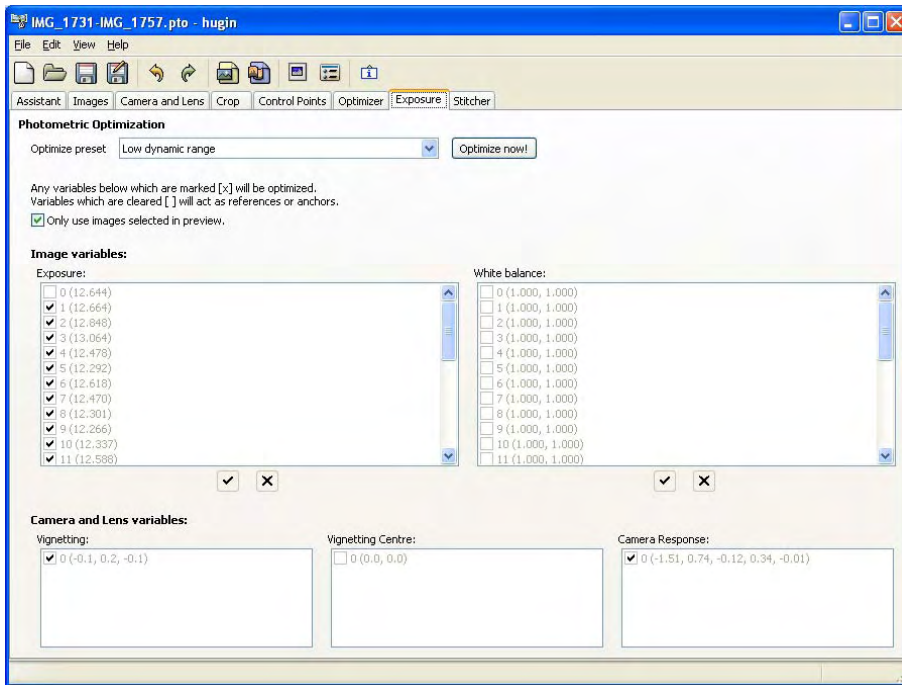 IMG_1731-IMG_1757.pto - hugin
File Edit View Help
Assistant Images Camera and Lens Crop Control Points Optimizer Exposure Stitcher
Photometric Optimization
Optimize preset Low dynamic range Optimize now!
Any variables below which are marked [x] will be optimized.
Variables which are cleared [ ] will act as references or anchors.
Only use images selected in preview.
Image variables:
Exposure:
0 (12.644)
1 (12.664)
2 (12.848)
3 (13.064)
4 (12.478)
5 (12.292)
6 (12.618)
7 (12.470)
8 (12.301)
9 (12.266)
10 (12.337)
11 (12.588)
White balance:
0 (1.000, 1.000)
1 (1.000, 1.000)
2 (1.000, 1.000)
3 (1.000, 1.000)
4 (1.000, 1.000)
5 (1.000, 1.000)
6 (1.000, 1.000)
7 (1.000, 1.000)
8 (1.000, 1.000)
9 (1.000, 1.000)
10 (1.000, 1.000)
11 (1.000, 1.000)
Camera and Lens variables:
Vignetting:
0 (-0.1, 0.2, -0.1)
Vignetting Centre:
0 (0.0, 0.0)
Camera Response:
0 (-1.51, 0.74, -0.12, 0.34, -0.01)